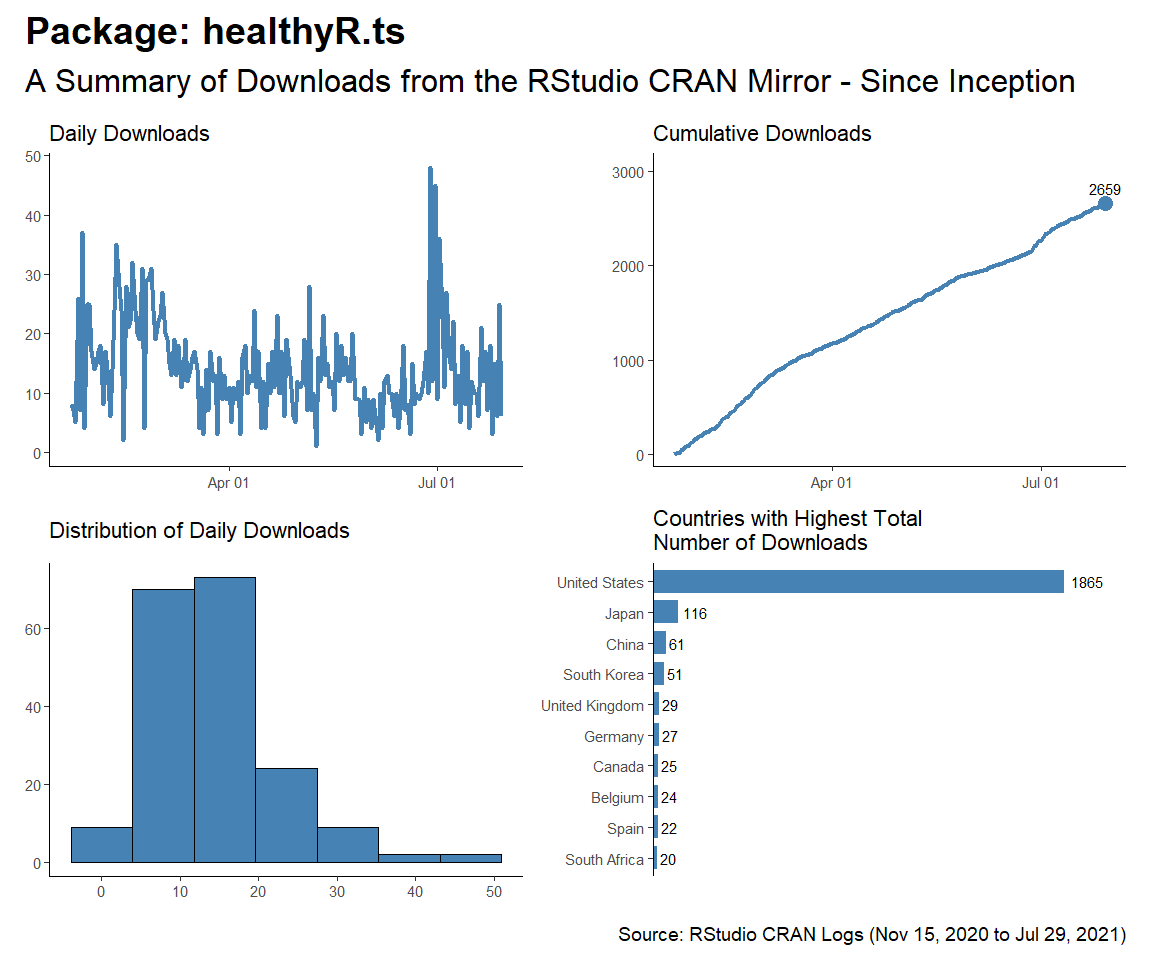 Package: healthyR.ts
A Summary of Downloads from the RStudio CRAN Mirror - Since Inception
Daily Downloads
50
40
30
20
10
0
Apr 01 Jul 01
Cumulative Downloads
3000
2000
1000
0
2659
Apr 01 Jul 01
Distribution of Daily Downloads
60
40
20
0
0 10 20 30 40 50
Countries with Highest Total
Number of Downloads
United States 1865
Japan 116
China 61
South Korea 51
United Kingdom 29
Germany 27
Canada 25
Belgium 24
Spain 22
South Africa 20
Source: RStudio CRAN Logs (Nov 15, 2020 to Jul 29, 2021)